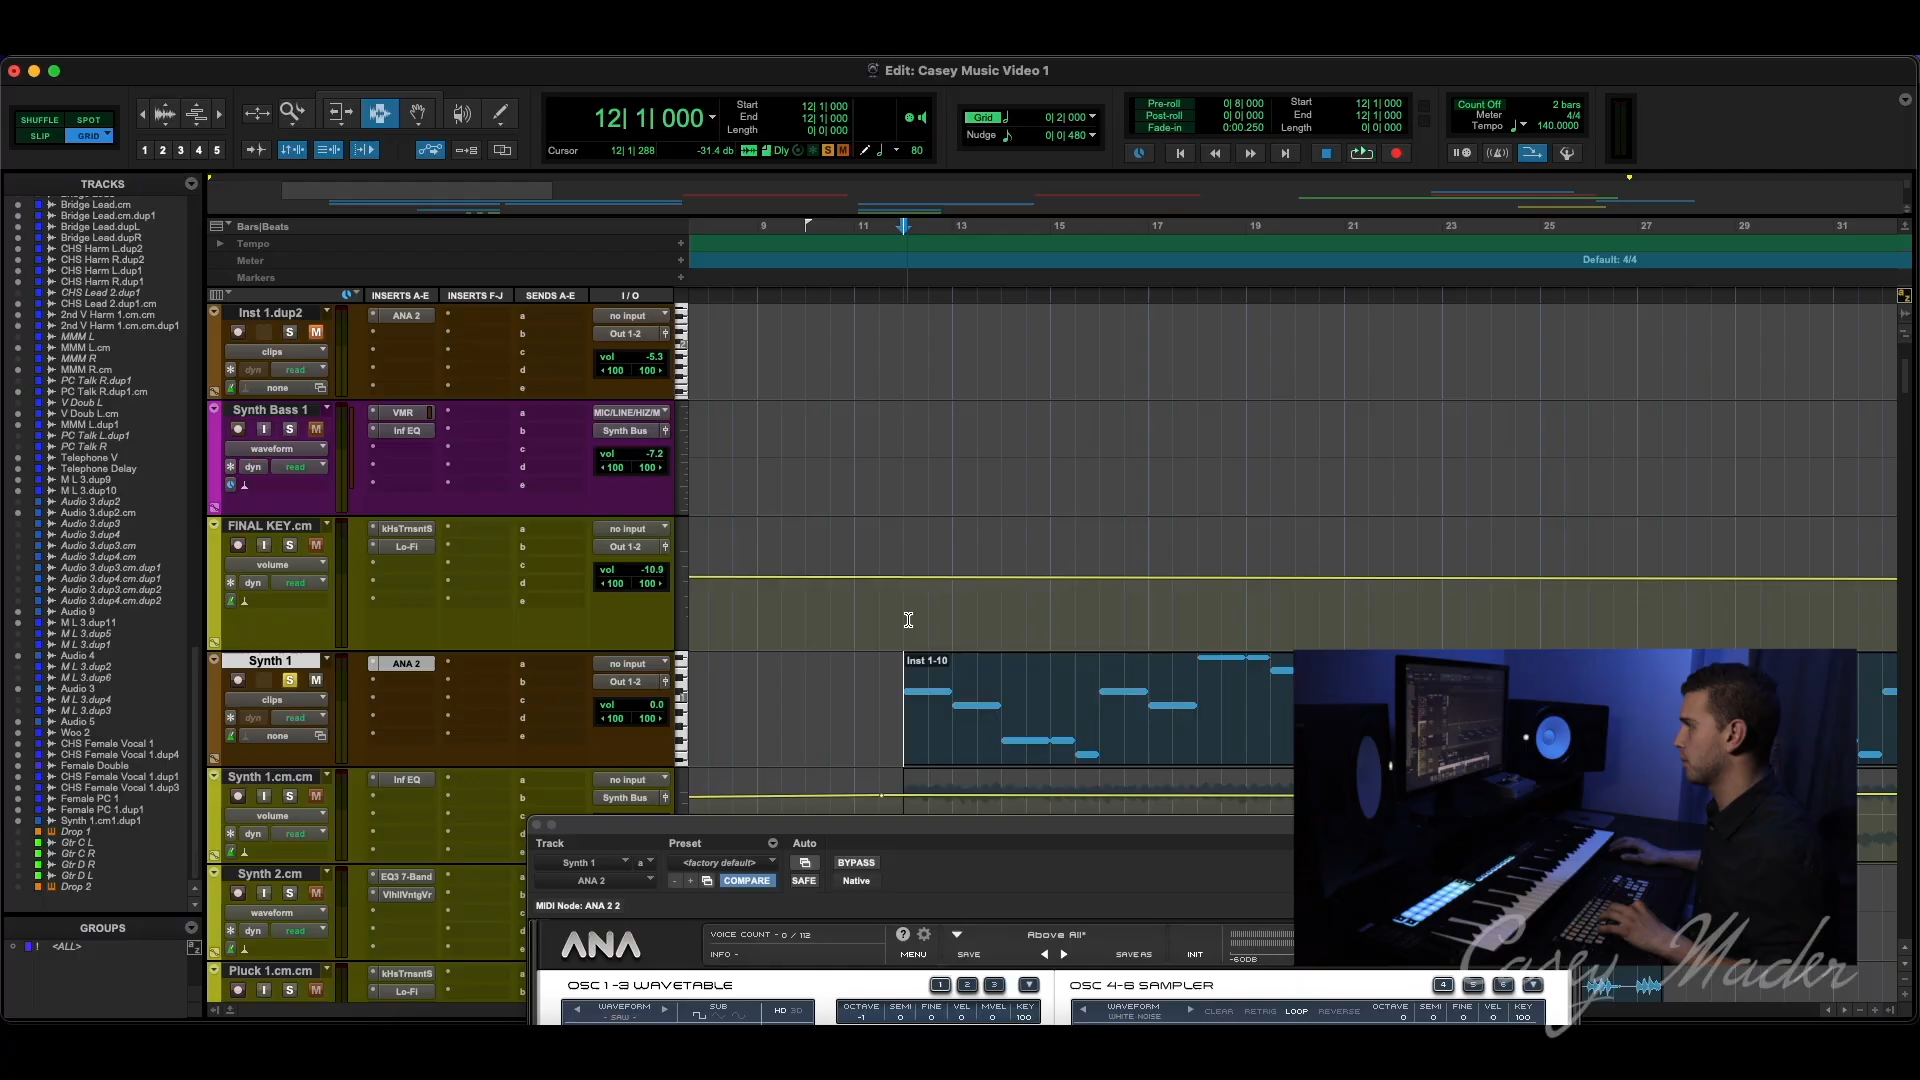 Edit: Casey Music Video 1
SHUFFLE SPOT
SLIP GRID
1 2 3 4 5
12| 1| 000
Start 12| 1| 000
End 12| 1| 000
Length 0| 0| 000
Cursor 12| 1| 288 -31.4 db Dly S M 80
Grid 0| 2| 000
Nudge 0| 0| 480
Pre-roll 0| 8| 000
Post-roll 0| 0| 000
Fade-in 0:00.250
Start 12| 1| 000
End 12| 1| 000
Length 0| 0| 000
Count Off 2 bars
Meter 4/4
Tempo 140.0000
TRACKS
Bridge Lead.cm
Bridge Lead.cm.dup1
Bridge Lead.dupL
Bridge Lead.dupR
CHS Harm L.dup2
CHS Harm R.dup2
CHS Harm L.dup1
CHS Harm R.dup1
CHS Lead 2.dup1
CHS Lead 2.dup1.cm
2nd V Harm 1.cm.cm
2nd V Harm 1.cm.cm.dup1
MMM L
MMM L.cm
MMM R
MMM R.cm
PC Talk R.dup1
PC Talk R.dup1.cm
V Doub L
V Doub L.cm
MMM L.dup1
PC Talk L.dup1
PC Talk R
Telephone V
Telephone Delay
M L 3.dup9
M L 3.dup10
Audio 3.dup2
Audio 3.dup2.cm
Audio 3.dup3
Audio 3.dup4
Audio 3.dup3.cm
Audio 3.dup4.cm
Audio 3.dup3.cm.dup1
Audio 3.dup4.cm.dup1
Audio 3.dup3.cm.dup2
Audio 3.dup4.cm.dup2
Audio 9
M L 3.dup11
M L 3.dup5
M L 3.dup1
Audio 4
M L 3.dup2
M L 3.dup6
Audio 3
M L 3.dup4
M L 3.dup3
Audio 5
Woo 2
CHS Female Vocal 1
CHS Female Vocal 1.dup4
Female Double
CHS Female Vocal 1.dup1
CHS Female Vocal 1.dup3
Female PC 1
Female PC 1.dup1
Synth 1.cm1.dup1
Drop 1
Gtr C L
Gtr C R
Gtr D R
Gtr D L
Drop 2
GROUPS
! <ALL>
Bars|Beats 9 11 13 15 17 19 21 23 25 27 29 31
Tempo
Meter Default: 4/4
Markers
INSERTS A-E INSERTS F-J SENDS A-E I / O
Inst 1.dup2 ANA 2 a no input
S M b Out 1-2
clips c vol -5.3
dyn read d 100 100
none e
Synth Bass 1 VMR a MIC/LINE/HIZ/M
I S M Inf EQ b Synth Bus
waveform c vol -7.2
dyn read d 100 100
e
FINAL KEY.cm kHsTrnsntS a no input
I S M Lo-Fi b Out 1-2
volume c vol -10.9
dyn read d 100 100
e
Synth 1 ANA 2 a no input Inst 1-10
S M b Out 1-2
clips c vol 0.0
dyn read d 100 100
none e
Synth 1.cm.cm Inf EQ a no input
I S M b Synth Bus
volume
dyn read
Synth 2.cm EQ3 7-Band
I S M VlhllVntgVr
waveform
dyn read
Pluck 1.cm.cm kHsTrnsntS
I S M Lo-Fi
Track Preset Auto
Synth 1 a <factory default> BYPASS
ANA 2 - + COMPARE SAFE Native
MIDI Node: ANA 2 2
ANA
VOICE COUNT - 0 / 112
INFO -
? MENU SAVE
Above All*
SAVE AS INIT
-60DB
OSC 1-3 WAVETABLE 1 2 3
OSC 4-6 SAMPLER 4 5 6
WAVEFORM SUB HD 3D OCTAVE SEMI FINE VEL MVEL KEY
- SAW - -1 0 0 0 0 100
WAVEFORM CLEAR RETRIG LOOP REVERSE OCTAVE SEMI FINE VEL KEY
WHITE NOISE 0 0 0 0 100
Casey Mader